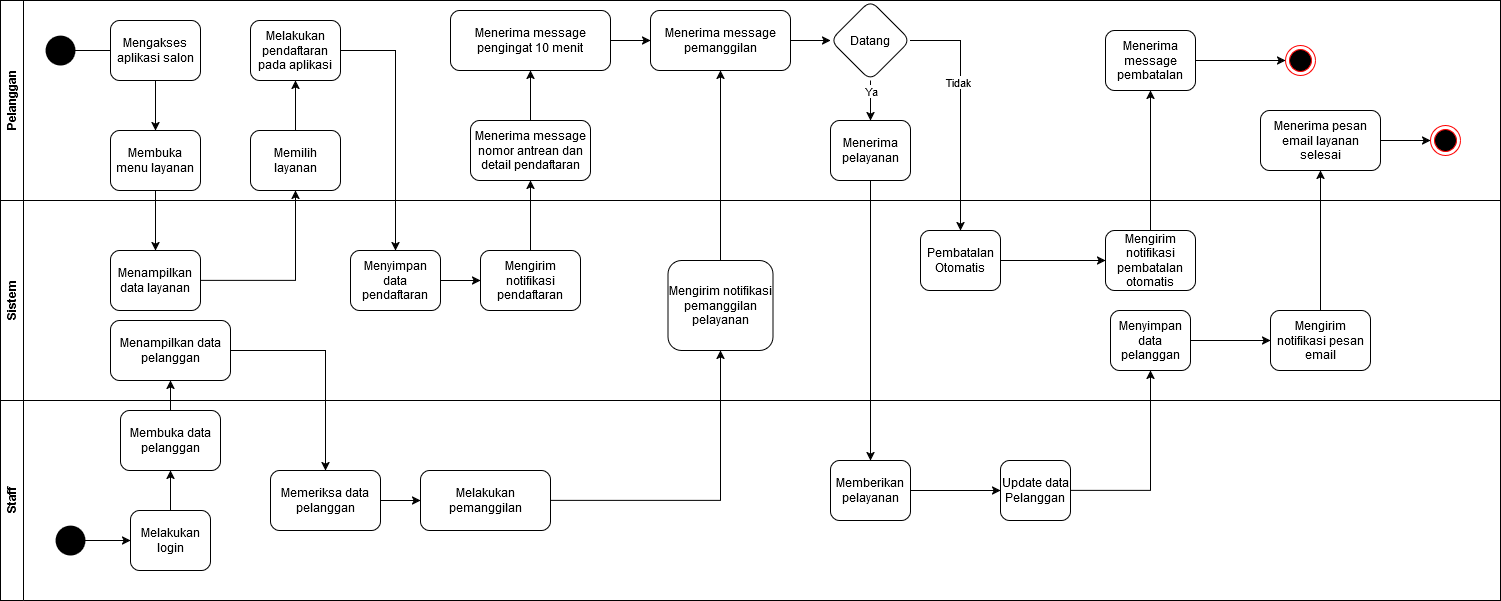 Pelanggan
Mengakses
aplikasi salon
Membuka
menu layanan
Melakukan
pendaftaran
pada aplikasi
Memilih
layanan
Menerima message
pengingat 10 menit
Menerima message
nomor antrean dan
detail pendaftaran
Menerima message
pemanggilan
Datang
Ya
Tidak
Menerima
pelayanan
Menerima
message
pembatalan
Menerima pesan
email layanan
selesai
Sistem
Menampilkan
data layanan
Menampilkan data
pelanggan
Menyimpan
data
pendaftaran
Mengirim
notifikasi
pendaftaran
Mengirim notifikasi
pemanggilan
pelayanan
Pembatalan
Otomatis
Mengirim
notifikasi
pembatalan
otomatis
Menyimpan
data
pelanggan
Mengirim
notifikasi pesan
email
Staff
Membuka data
pelanggan
Melakukan
login
Memeriksa data
pelanggan
Melakukan
pemanggilan
Memberikan
pelayanan
Update data
Pelanggan